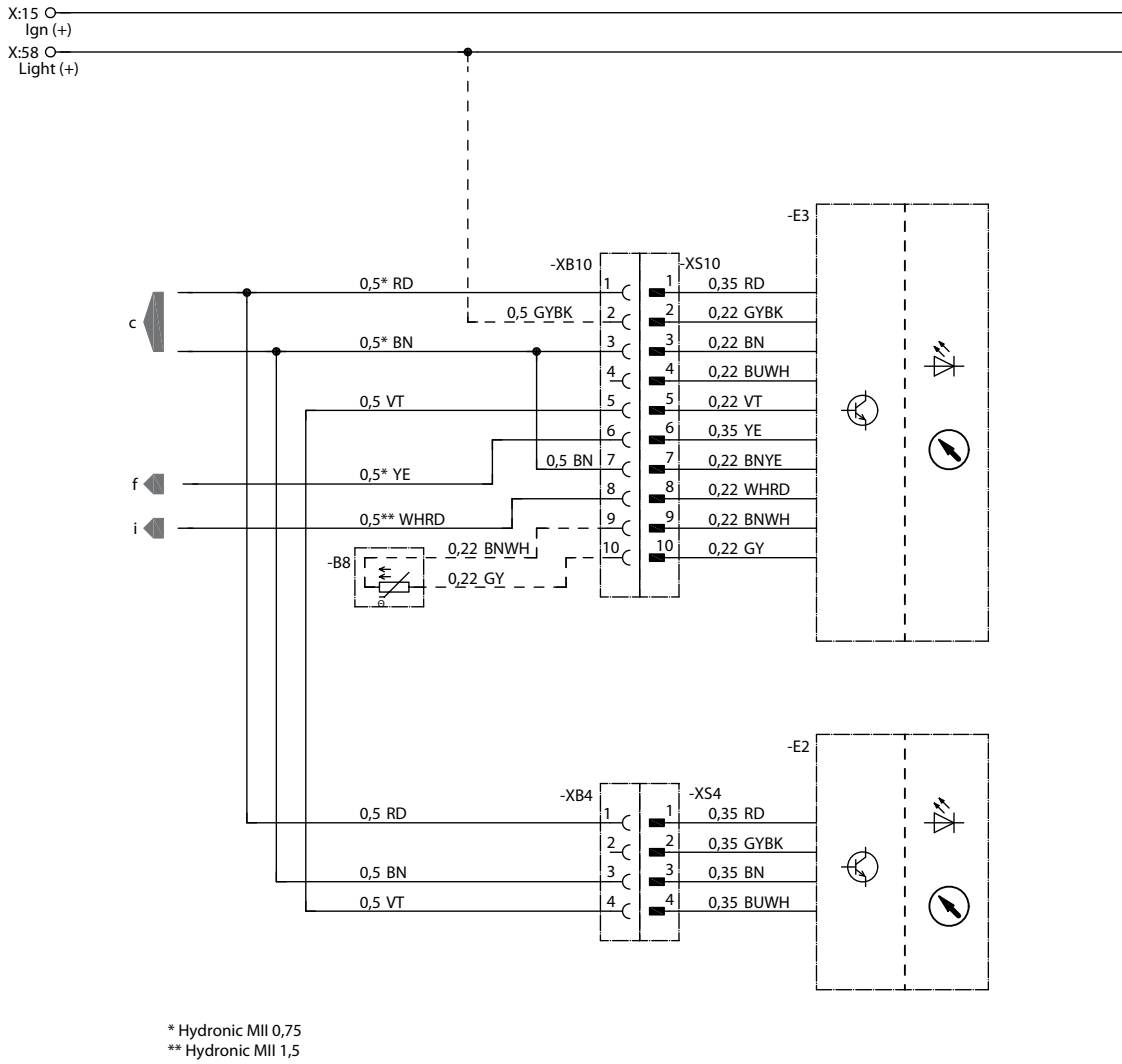 X:15
Ign (+)
X:58
Light (+)
-E3
-XB10
-XS10
0,5* RD
1
1
0,35 RD
0,5 GYBK
2
2
0,22 GYBK
c
0,5* BN
3
3
0,22 BN
4
4
0,22 BUWH
0,5 VT
5
5
0,22 VT
6
6
0,35 YE
0,5 BN
7
7
0,22 BNYE
f
0,5* YE
8
8
0,22 WHRD
i
0,5** WHRD
9
9
0,22 BNWH
-B8
0,22 BNWH
10
10
0,22 GY
0,22 GY
Θ
-E2
-XB4
-XS4
0,5 RD
1
1
0,35 RD
2
2
0,35 GYBK
0,5 BN
3
3
0,35 BN
0,5 VT
4
4
0,35 BUWH
* Hydronic MII 0,75
** Hydronic MII 1,5